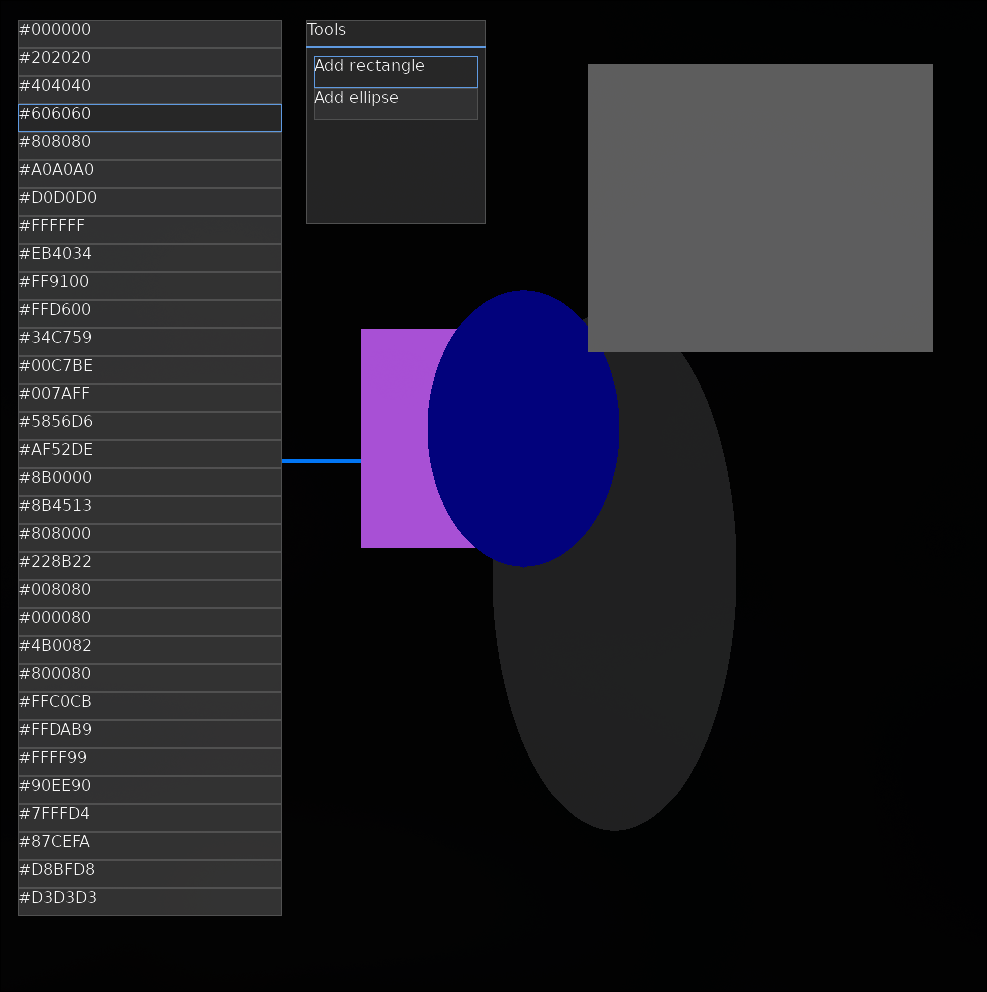 #000000
#202020
#404040
#606060
#808080
#A0A0A0
#D0D0D0
#FFFFFF
#EB4034
#FF9100
#FFD600
#34C759
#00C7BE
#007AFF
#5856D6
#AF52DE
#8B0000
#8B4513
#808000
#228B22
#008080
#000080
#4B0082
#800080
#FFC0CB
#FFDAB9
#FFFF99
#90EE90
#7FFFD4
#87CEFA
#D8BFD8
#D3D3D3
Tools
Add rectangle
Add ellipse